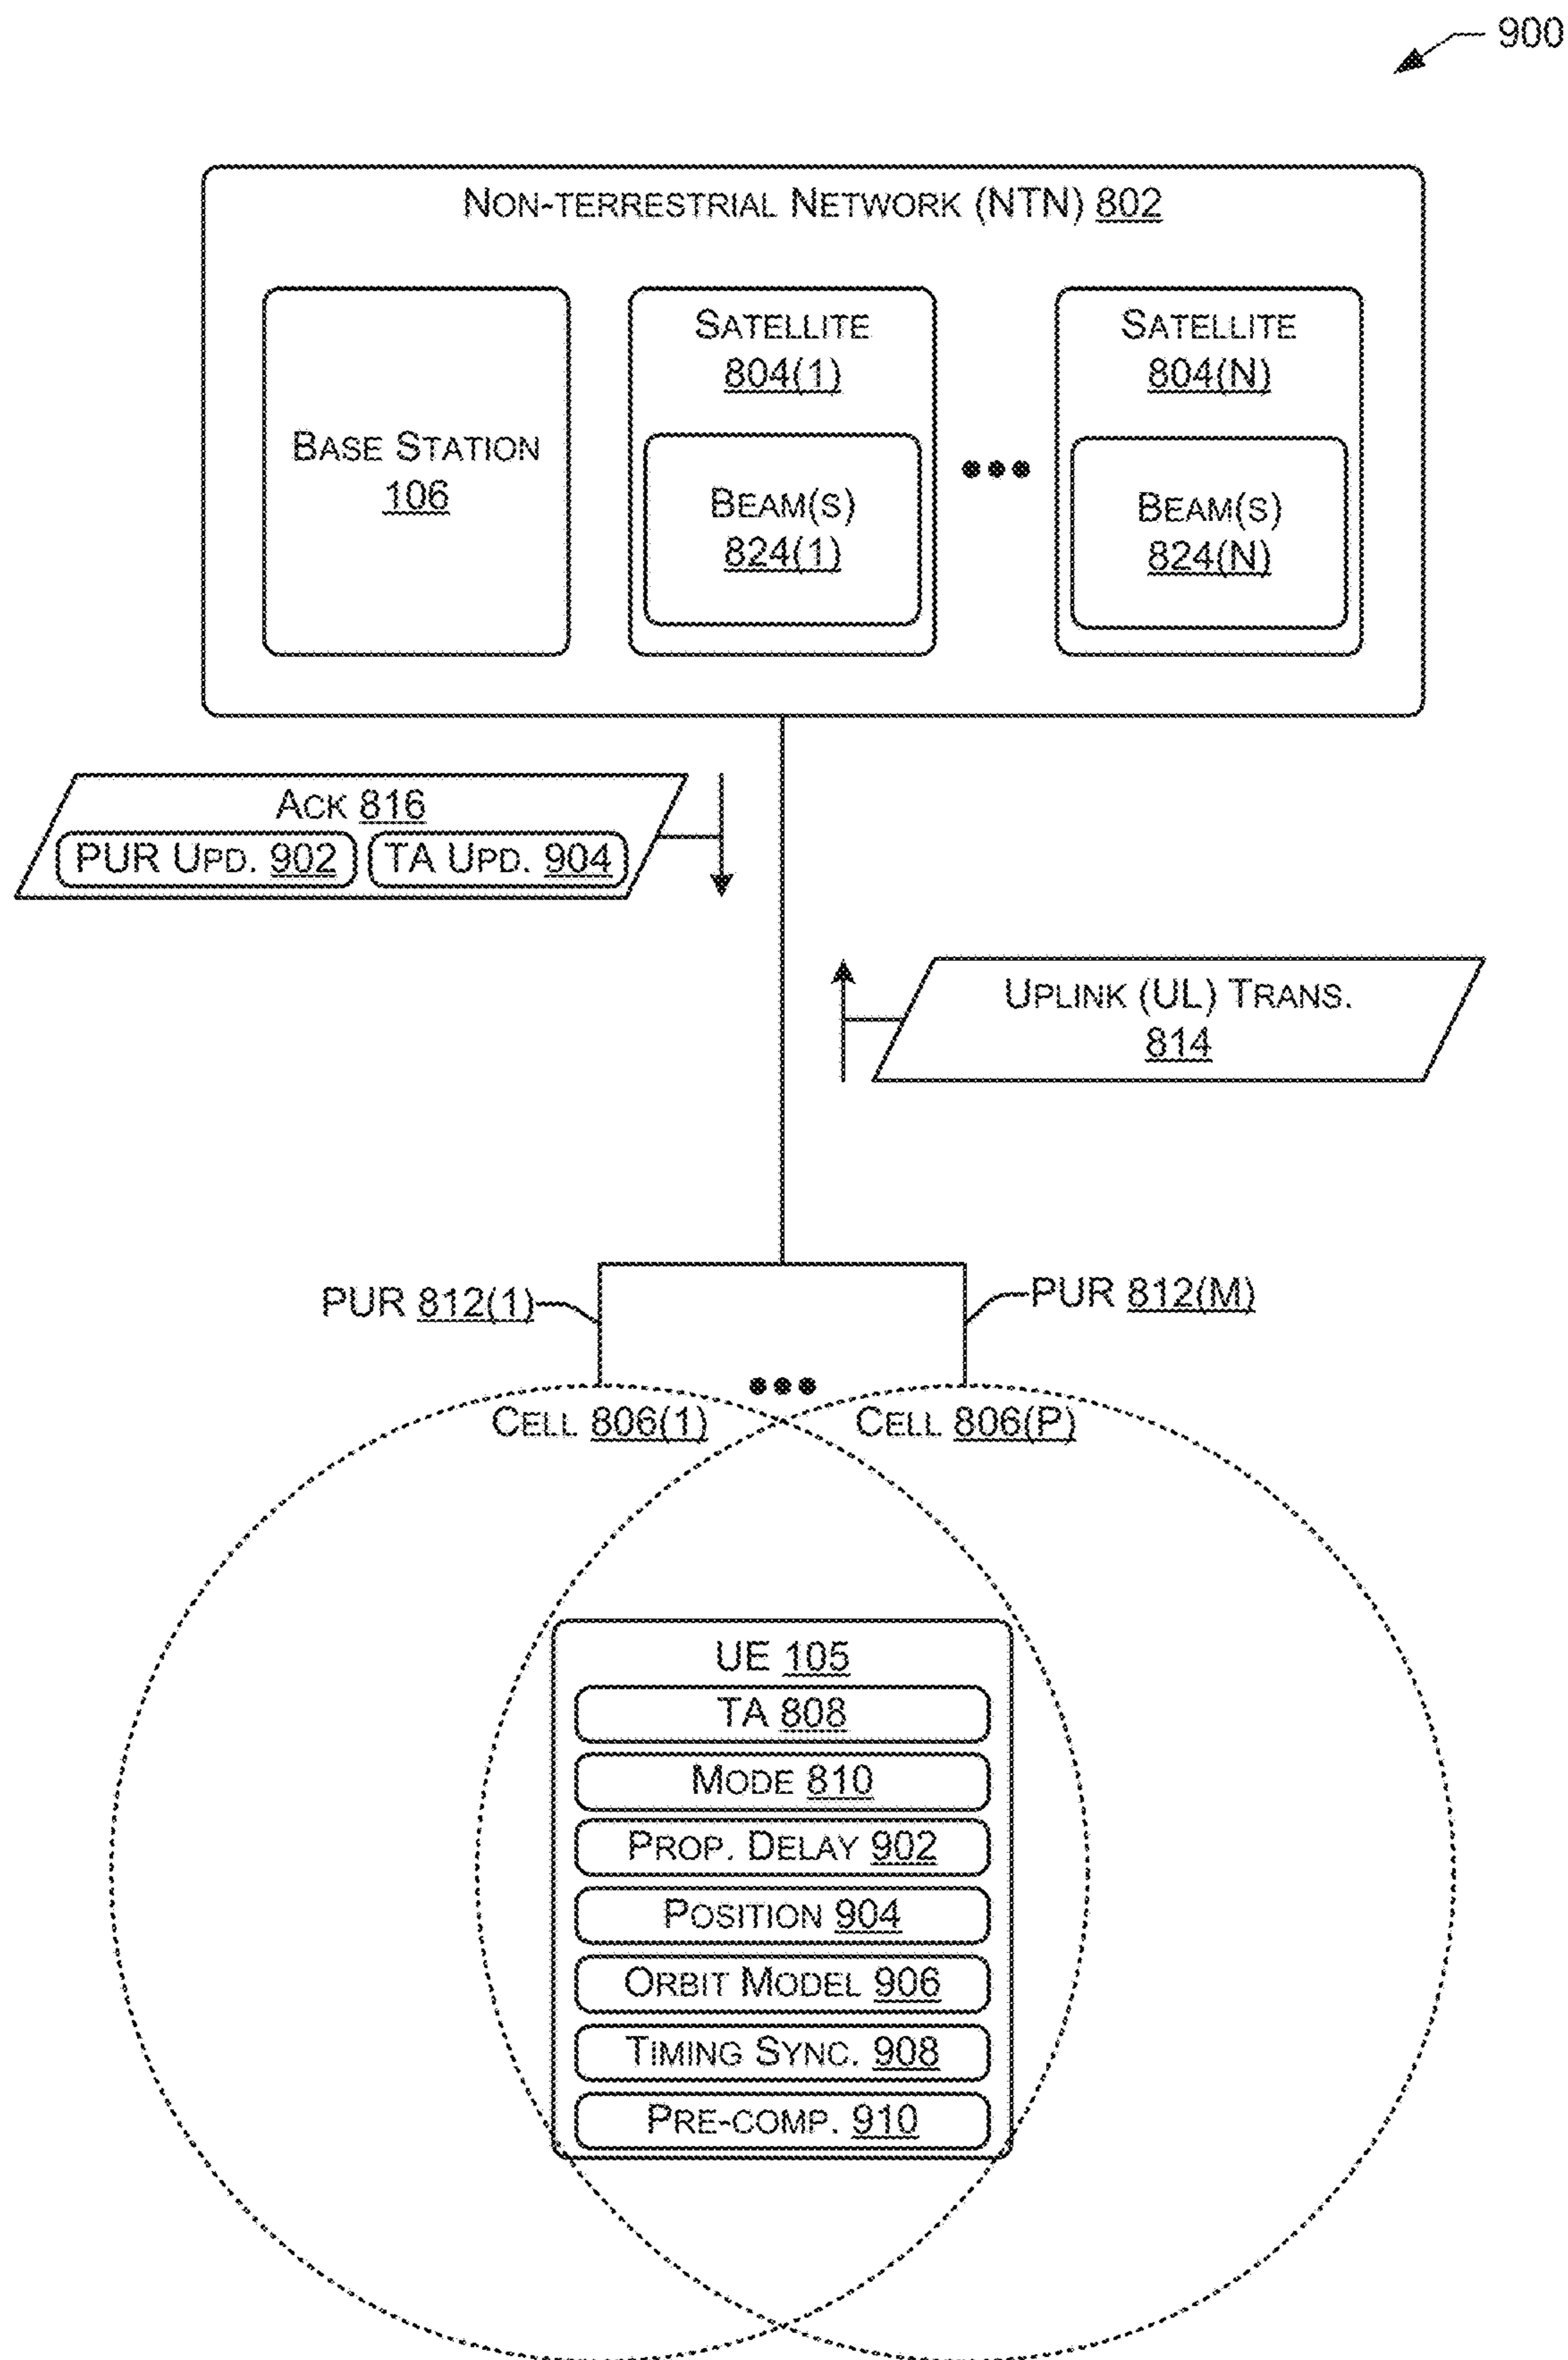 900
NON-TERRESTRIAL NETWORK (NTN) 802
BASE STATION
106
SATELLITE
804(1)
BEAM(S)
824(1)
SATELLITE
804(N)
BEAM(S)
824(N)
ACK 816
PUR UPD. 902
TA UPD. 904
UPLINK (UL) TRANS.
814
PUR 812(1)
PUR 812(M)
CELL 806(1)
CELL 806(P)
UE 105
TA 808
MODE 810
PROP. DELAY 902
POSITION 904
ORBIT MODEL 906
TIMING SYNC. 908
PRE-COMP. 910